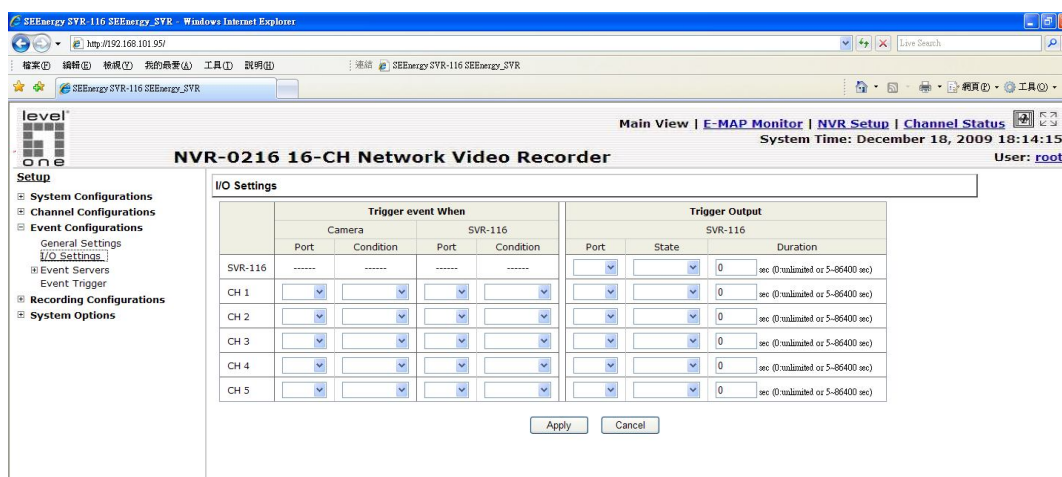 SEEnergy SVR-116 SEEnergy_SVR - Windows Internet Explorer
http://192.168.101.95/
Live Search
檔案(F) 編輯(E) 檢視(V) 我的最愛(A) 工具(T) 說明(H) 連結 SEEnergy SVR-116 SEEnergy_SVR
SEEnergy SVR-116 SEEnergy_SVR 網頁(P) 工具(O)
level one
Main View | E-MAP Monitor | NVR Setup | Channel Status
System Time: December 18, 2009 18:14:15
NVR-0216 16-CH Network Video Recorder
User: root
Setup
System Configurations
Channel Configurations
Event Configurations
General Settings
I/O Settings
Event Servers
Event Trigger
Recording Configurations
System Options
I/O Settings
Trigger event When Trigger Output
Camera SVR-116 SVR-116
Port Condition Port Condition Port State Duration
SVR-116 ------ ------ ------ ------ 0 sec (0:unlimited or 5~86400 sec)
CH 1 0 sec (0:unlimited or 5~86400 sec)
CH 2 0 sec (0:unlimited or 5~86400 sec)
CH 3 0 sec (0:unlimited or 5~86400 sec)
CH 4 0 sec (0:unlimited or 5~86400 sec)
CH 5 0 sec (0:unlimited or 5~86400 sec)
Apply Cancel